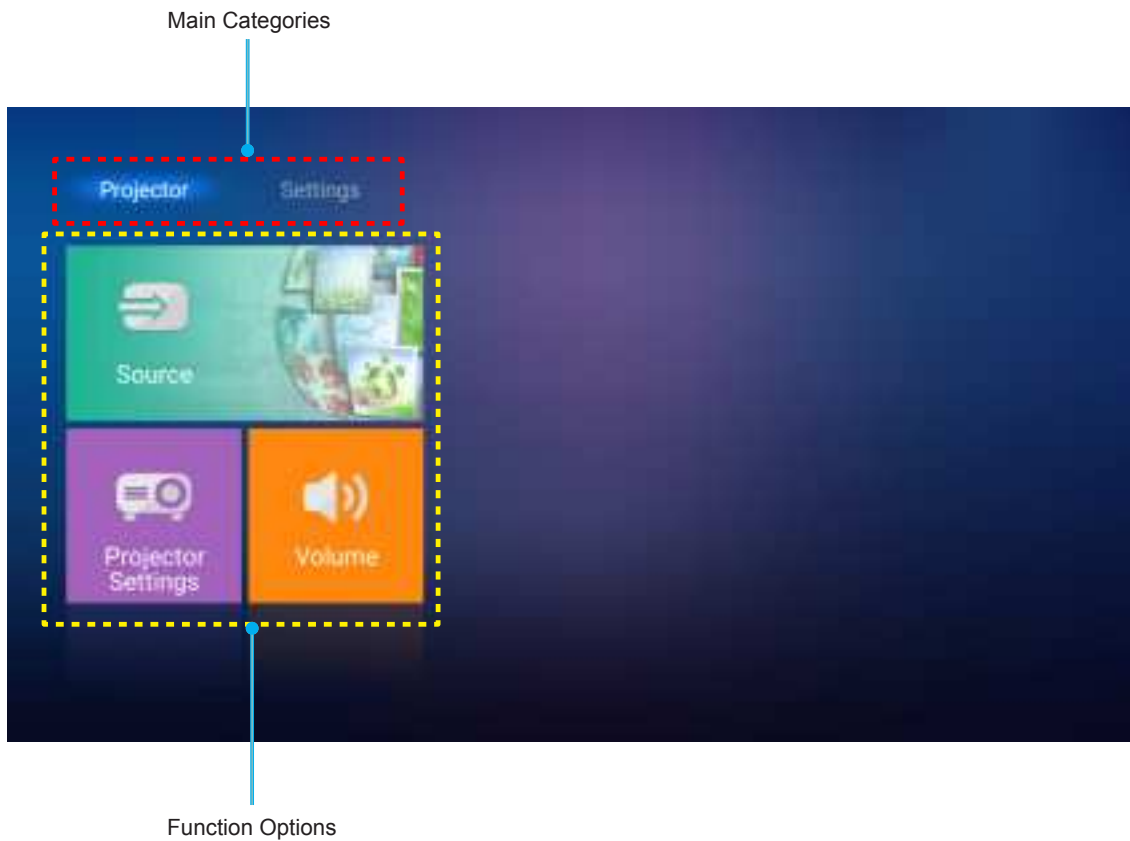 Main Categories
Projector Settings
Source
Projector
Settings
Volume
Function Options